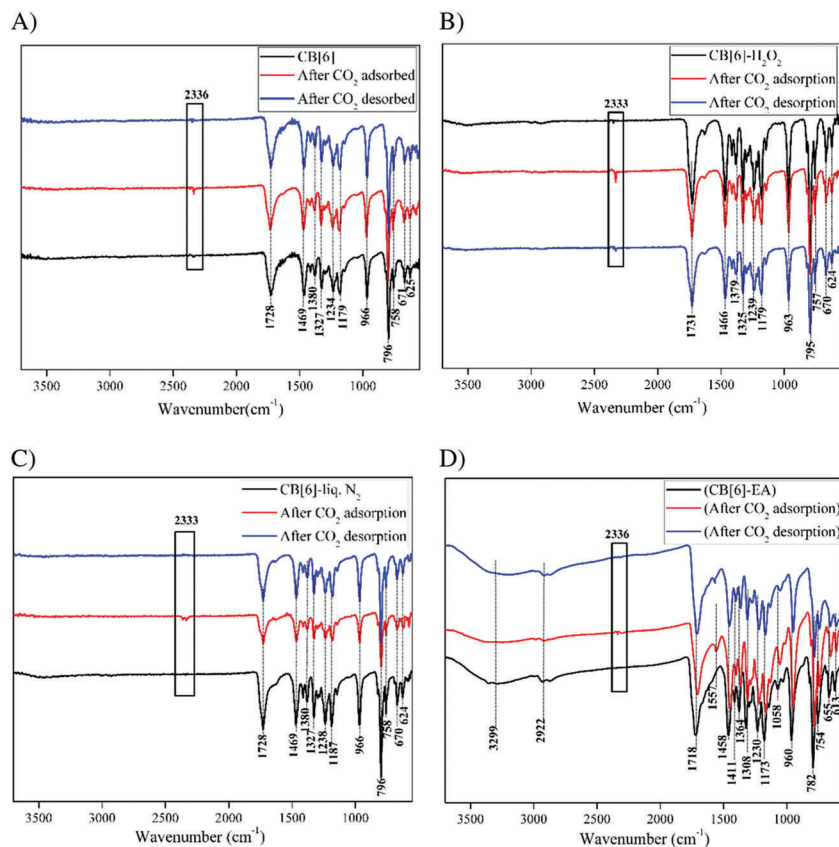 A)
2336
CB[6]
After CO₂ adsorbed
After CO₂ desorbed
1728
1469
1380
1327
1234
1179
966
796
758
671
625
3500 3000 2500 2000 1500 1000
Wavenumber(cm⁻¹)
B)
2333
CB[6]-H₂O₂
After CO₂ adsorption
After CO₂ desorption
1731
1466
1379
1325
1239
1179
963
795
757
670
624
3500 3000 2500 2000 1500 1000
Wavenumber (cm⁻¹)
C)
2333
CB[6]-liq. N₂
After CO₂ adsorption
After CO₂ desorption
1728
1469
1380
1327
1238
1187
966
796
758
670
624
3500 3000 2500 2000 1500 1000
Wavenumber (cm⁻¹)
D)
2336
(CB[6]-EA)
(After CO₂ adsorption)
(After CO₂ desorption)
3299
2922
1718
1557
1458
1411
1364
1308
1230
1173
1058
960
782
754
655
613
3500 3000 2500 2000 1500 1000
Wavenumber (cm⁻¹)